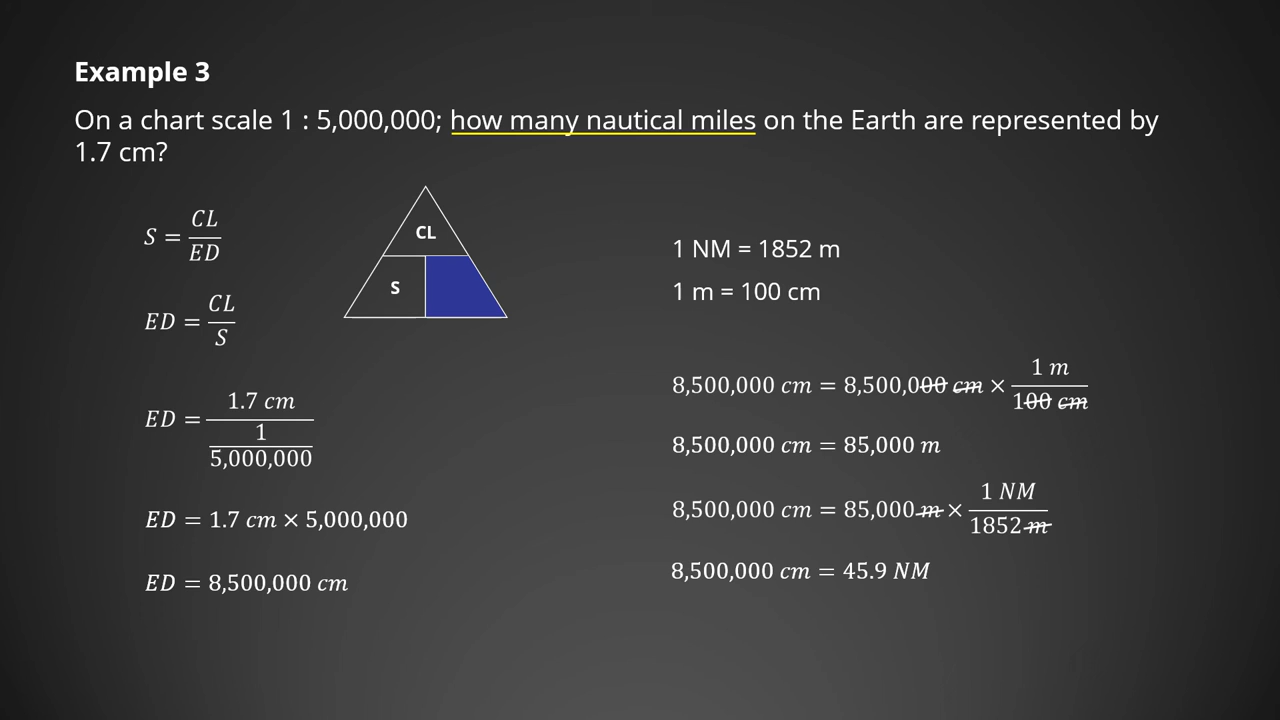 Example 3
On a chart scale 1 : 5,000,000; how many nautical miles on the Earth are represented by
1.7 cm?
S = CL/ED
ED = CL/S
ED = 1.7 cm / (1/5,000,000)
ED = 1.7 cm × 5,000,000
ED = 8,500,000 cm
CL
S
1 NM = 1852 m
1 m = 100 cm
8,500,000 cm = 8,500,000 cm × 1 m / 100 cm
8,500,000 cm = 85,000 m
8,500,000 cm = 85,000 m × 1 NM / 1852 m
8,500,000 cm = 45.9 NM